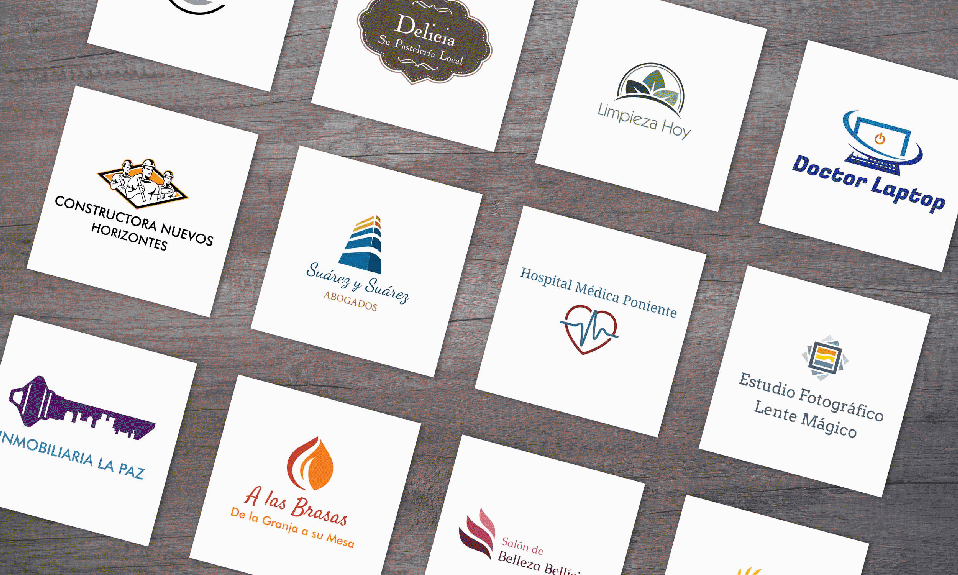 Delicia
Su Pastelería Local
Limpieza Hoy
Doctor Laptop
CONSTRUCTORA NUEVOS
HORIZONTES
Suárez y Suárez
ABOGADOS
Hospital Médica Poniente
Estudio Fotográfico
Lente Mágico
INMOBILIARIA LA PAZ
A las Brasas
De la Granja a su Mesa
Salón de
Belleza